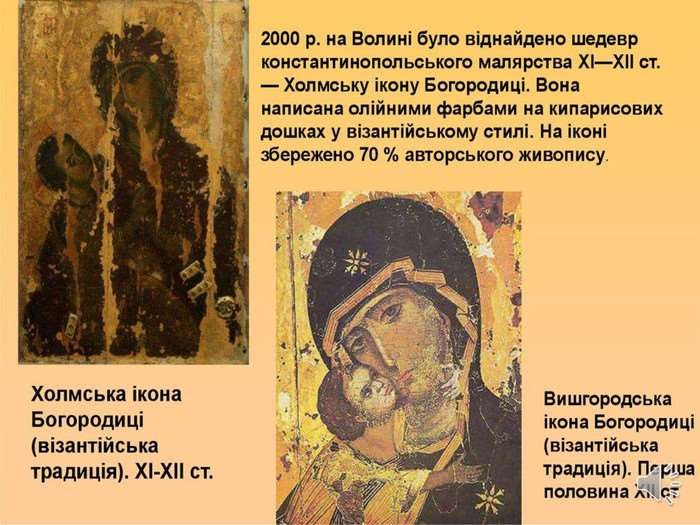 2000 р. на Волині було віднайдено шедевр
константинопольського малярства XI—XII ст.
— Холмську ікону Богородиці. Вона
написана олійними фарбами на кипарисових
дошках у візантійському стилі. На іконі
збережено 70 % авторського живопису.
Холмська ікона
Богородиці
(візантійська
традиція). XI-XII ст.
Вишгородська
ікона Богородиці
(візантійська
традиція). Перша
половина XII ст